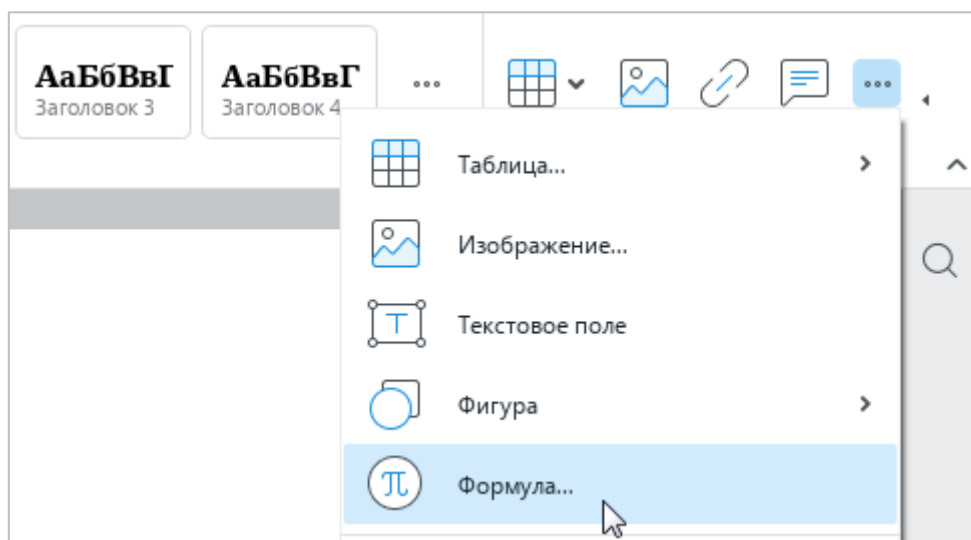 АаБбВвГ
Заголовок 3
АаБбВвГ
Заголовок 4
Таблица...
Изображение...
Текстовое поле
Фигура
Формула...